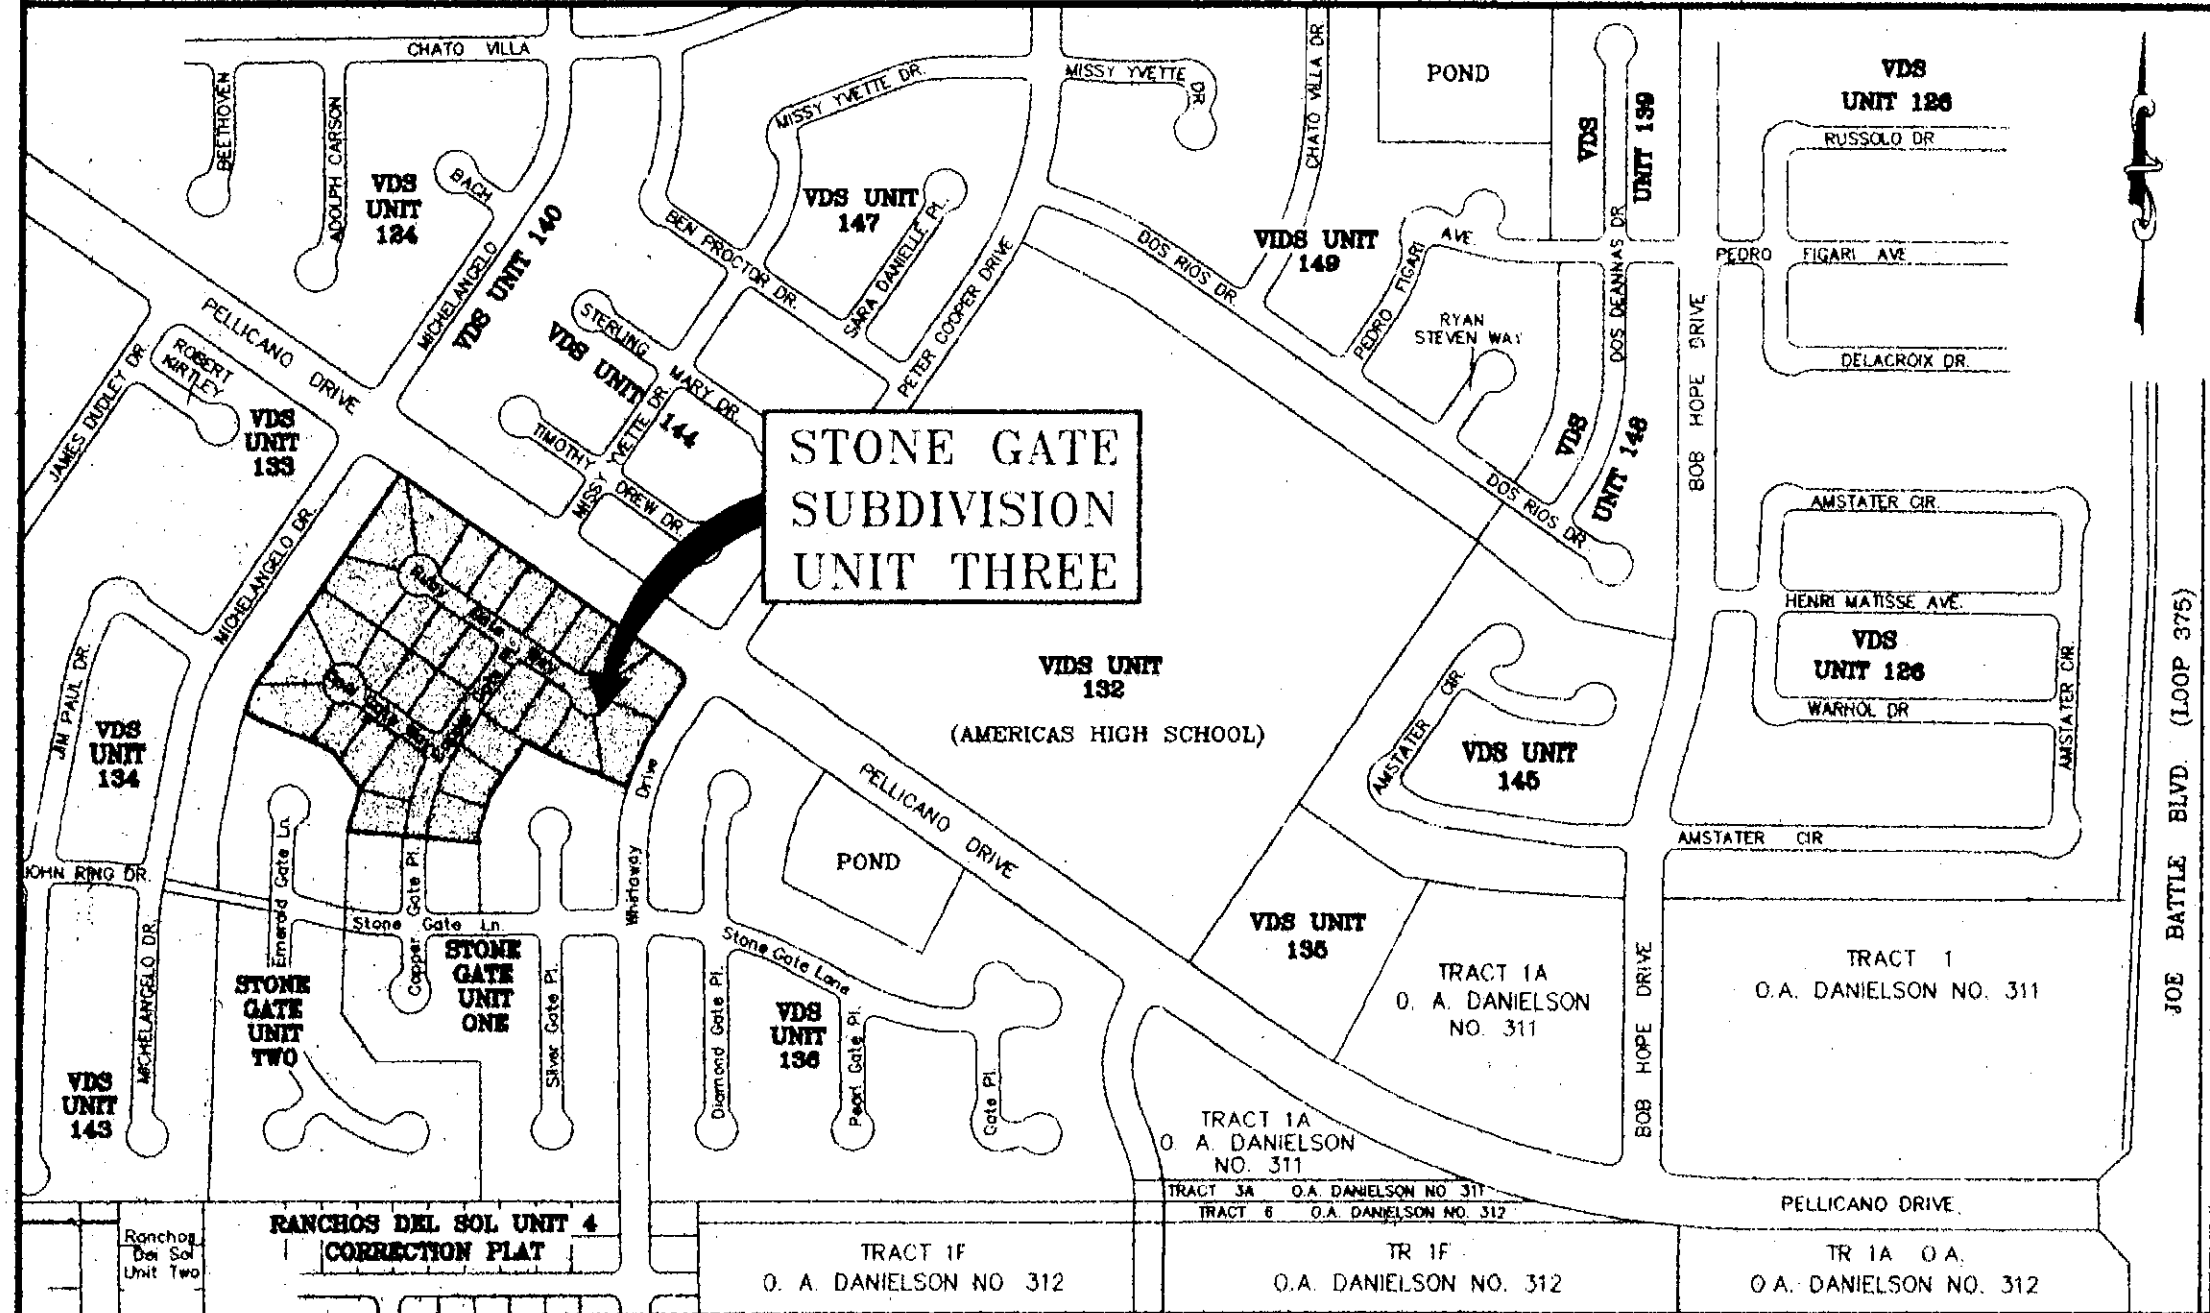 CHATO VILLA
BEETHOVEN
ADOLPH CARSON
VDS
UNIT
124
BACH
MICHELANGELO
VDS UNIT 140
MISSY YVETTE DR.
MISSY YVETTE DR.
CHATO VILLA DR.
POND
VDS
UNIT 139
VDS
UNIT 126
RUSSOLO DR
VDS UNIT
147
SARA DANIELLE PL.
BEN PROCTOR DR.
PETER COOPER DRIVE
DOS RIOS DR.
VIDS UNIT
149
PEDRO FIGARI AVE.
DOS DEANNAS DR
PEDRO FIGARI AVE
RYAN
STEVEN WAY
BOB HOPE DRIVE
DELACROIX DR.
PELLICANO DRIVE
ROBERT
KIRTLEY
JAMES DUDLEY DR.
VDS
UNIT
133
STERLING
MARY DR.
VDS UNIT 144
TIMOTHY DREW DR.
MISSY YVETTE DR.
STONE GATE
SUBDIVISION
UNIT THREE
VDS
UNIT 148
DOS RIOS DR
AMSTATER CIR.
HENRI MATISSE AVE.
VDS
UNIT 126
WARHOL DR
AMSTATER CIR.
JOE BATTLE BLVD. (LOOP 375)
MICHELANGELO DR.
JIM PAUL DR.
VDS
UNIT
134
Ruby Gate Way
VIDS UNIT
132
(AMERICAS HIGH SCHOOL)
AMSTATER CIR.
VDS UNIT
145
AMSTATER CIR
PELLICANO DRIVE
POND
Whitaway Drive
JOHN RING DR.
Emerald Gate Ln.
Copper Gate Pl.
Stone Gate Ln.
STONE
GATE
UNIT
ONE
STONE
GATE
UNIT
TWO
Silver Gate Pl.
Stone Gate Lane
Diamond Gate Pl.
VDS
UNIT
136
Pearl Gate Pl.
Gate Pl.
MICHELANGELO DR.
VDS
UNIT
143
VDS UNIT
135
TRACT 1A
O. A. DANIELSON
NO. 311
BOB HOPE DRIVE
TRACT 1
O.A. DANIELSON NO. 311
TRACT 1A
O. A. DANIELSON
NO. 311
TRACT 3A O.A. DANIELSON NO 311
TRACT 6 O.A. DANIELSON NO. 312
PELLICANO DRIVE
Ranchos
Del Sol
Unit Two
RANCHOS DEL SOL UNIT 4
CORRECTION PLAT
TRACT 1F
O. A. DANIELSON NO 312
TR 1F
O.A. DANIELSON NO. 312
TR 1A O.A.
O.A. DANIELSON NO. 312